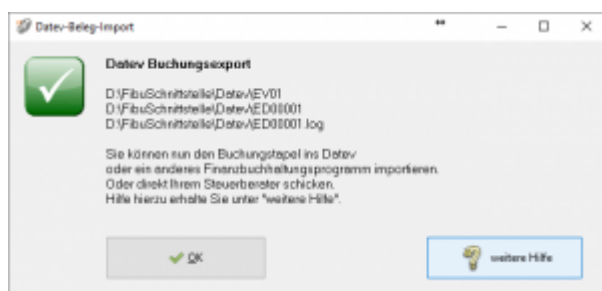 Datev-Beleg-Import
Datev Buchungsexport
D:\FibuSchnittstelle\Datev\EV01
D:\FibuSchnittstelle\Datev\ED00001
D:\FibuSchnittstelle\Datev\ED00001.log
Sie können nun den Buchungstapel ins Datev
oder ein anderes Finanzbuchhaltungsprogramm importieren.
Oder direkt Ihrem Steuerberater schicken.
Hilfe hierzu erhalte Sie unter "weitere Hilfe".
OK
weitere Hilfe